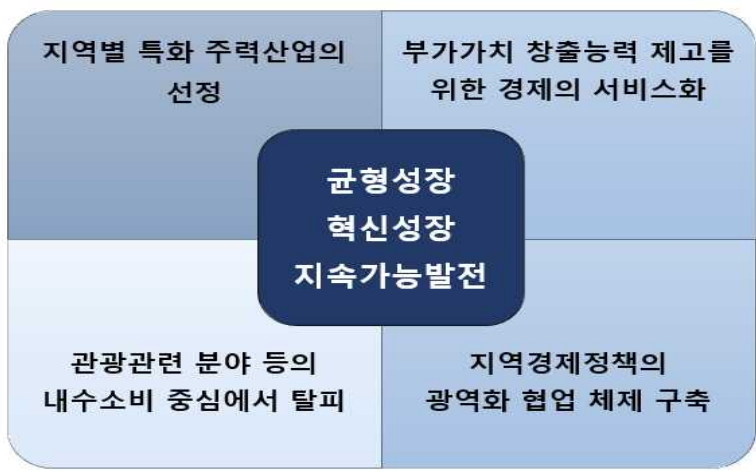 지역별 특화 주력산업의
선정
부가가치 창출능력 제고를
위한 경제의 서비스화
균형성장
혁신성장
지속가능발전
관광관련 분야 등의
내수소비 중심에서 탈피
지역경제정책의
광역화 협업 체제 구축